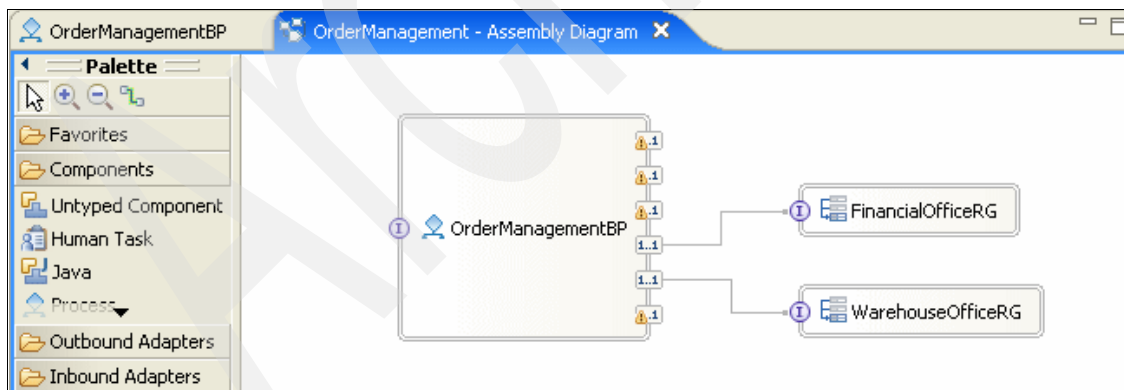 OrderManagementBP
OrderManagement - Assembly Diagram
Palette
Favorites
Components
Untyped Component
Human Task
Java
Process
Outbound Adapters
Inbound Adapters
OrderManagementBP
.1
.1
.1
1..1
1..1
.1
FinancialOfficeRG
WarehouseOfficeRG